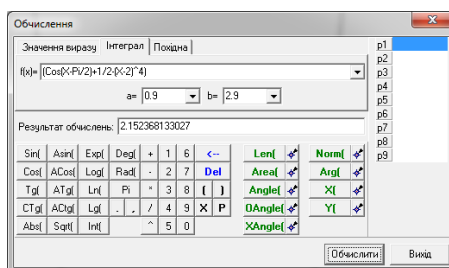 Обчислення
Значення виразу Інтеграл Похідна
f(x)= (Cos(X-Pi/2)+1/2-(X-2)^4)
a= 0.9 b= 2.9
Результат обчислень: 2.152368133027
Sin( Asin( Exp( Deg( + 1 6 <-- Len( Norm(
Cos( ACos( Log( Rad( - 2 7 Del Area( Arg(
Tg( ATg( Ln( Pi * 3 8 ( ) Angle( X(
CTg( ACtg( Lg( . , / 4 9 X P OAngle( Y(
Abs( Sqrt( Int( ^ 5 0 XAngle(
p1
p2
p3
p4
p5
p6
p7
p8
p9
Обчислити Вихід